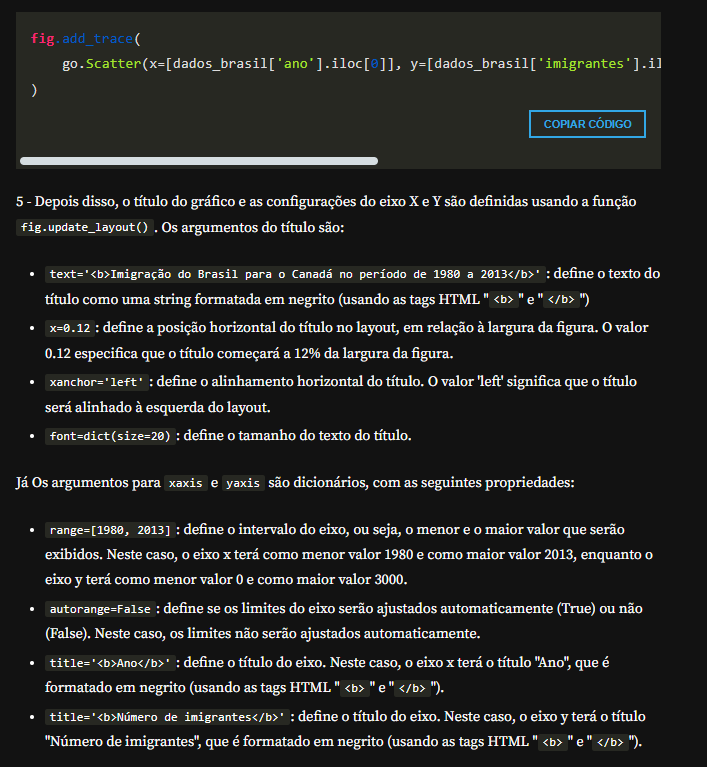 fig.add_trace(
go.Scatter(x=[dados_brasil['ano'].iloc[0]], y=[dados_brasil['imigrantes'].il
)
COPIAR CÓDIGO
5 - Depois disso, o título do gráfico e as configurações do eixo X e Y são definidas usando a função
fig.update_layout() . Os argumentos do título são:
• text='<b>Imigração do Brasil para o Canadá no período de 1980 a 2013</b>' : define o texto do
título como uma string formatada em negrito (usando as tags HTML " <b> " e " </b> ")
• x=0.12 : define a posição horizontal do título no layout, em relação à largura da figura. O valor
0.12 especifica que o título começará a 12% da largura da figura.
• xanchor='left' : define o alinhamento horizontal do título. O valor 'left' significa que o título
será alinhado à esquerda do layout.
• font=dict(size=20) : define o tamanho do texto do título.
Já Os argumentos para xaxis e yaxis são dicionários, com as seguintes propriedades:
• range=[1980, 2013] : define o intervalo do eixo, ou seja, o menor e o maior valor que serão
exibidos. Neste caso, o eixo x terá como menor valor 1980 e como maior valor 2013, enquanto o
eixo y terá como menor valor 0 e como maior valor 3000.
• autorange=False : define se os limites do eixo serão ajustados automaticamente (True) ou não
(False). Neste caso, os limites não serão ajustados automaticamente.
• title='<b>Ano</b>' : define o título do eixo. Neste caso, o eixo x terá o título "Ano", que é
formatado em negrito (usando as tags HTML " <b> " e " </b> ").
• title='<b>Número de imigrantes</b>' : define o título do eixo. Neste caso, o eixo y terá o título
"Número de imigrantes", que é formatado em negrito (usando as tags HTML " <b> " e " </b> ").